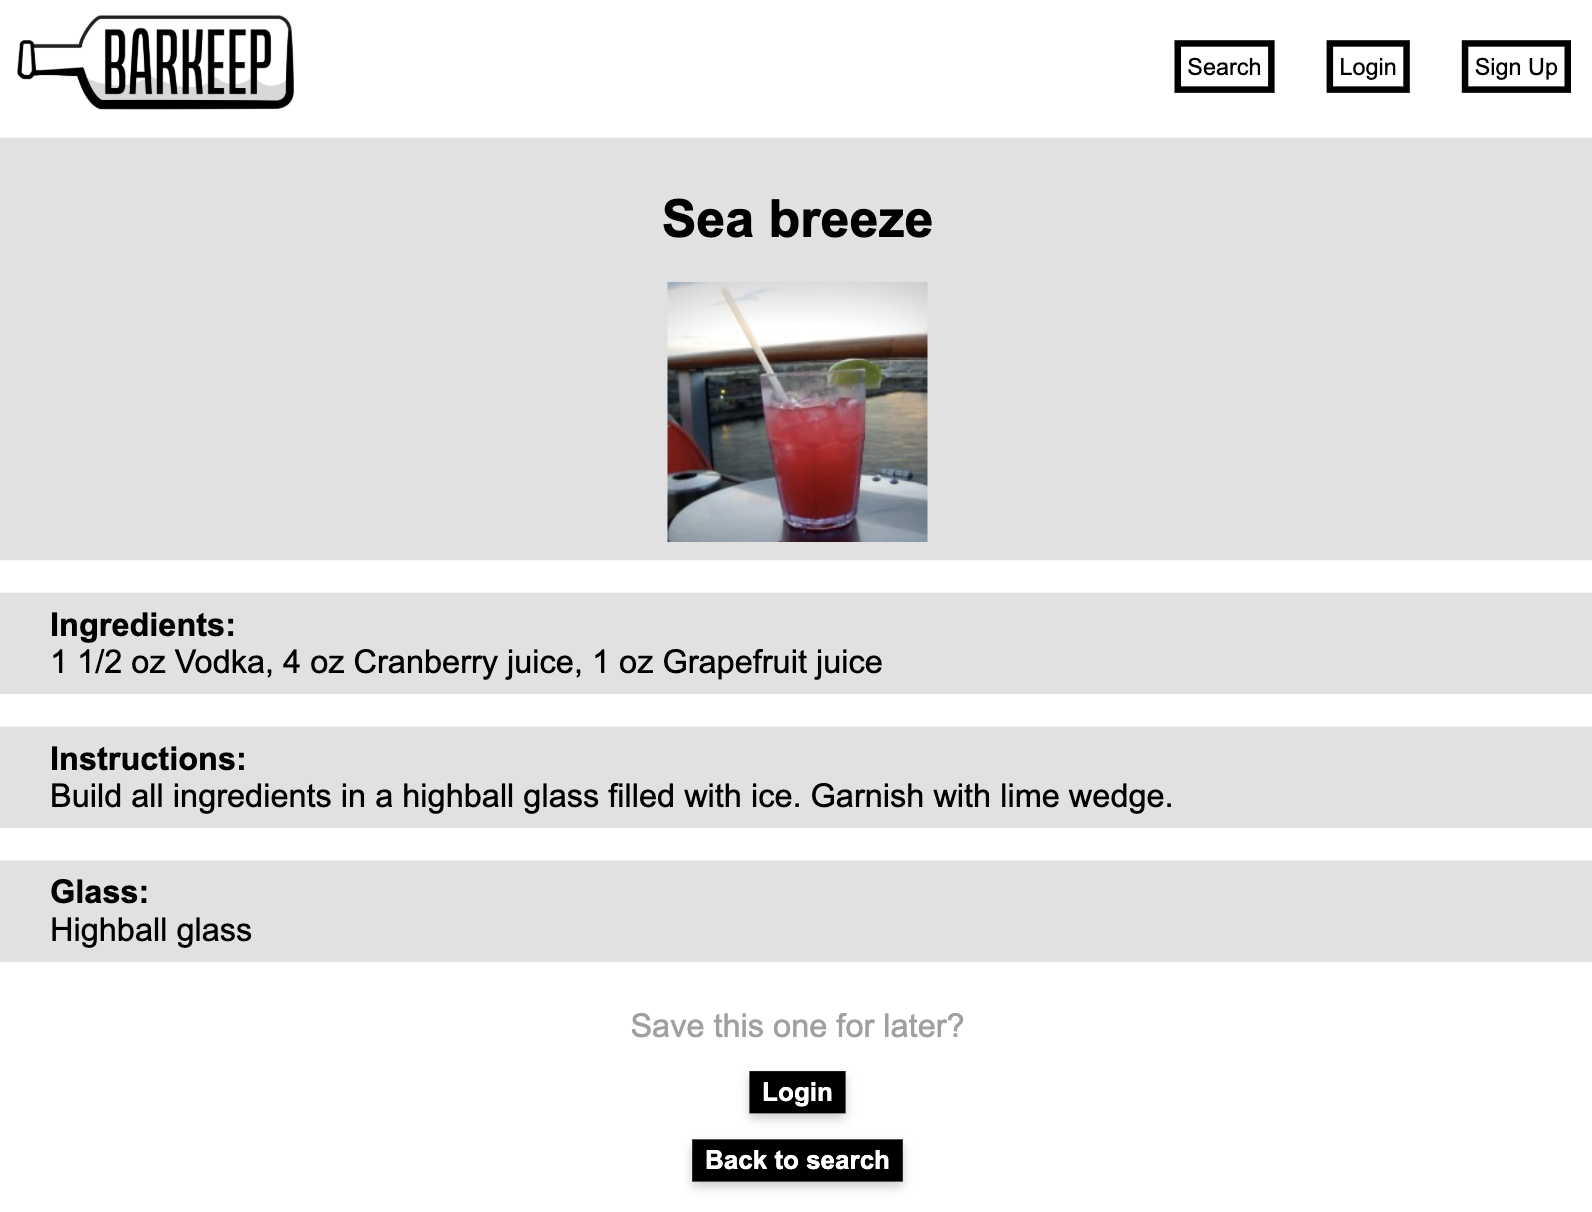 BARKEEP
Search
Login
Sign Up
Sea breeze
Ingredients:
1 1/2 oz Vodka, 4 oz Cranberry juice, 1 oz Grapefruit juice
Instructions:
Build all ingredients in a highball glass filled with ice. Garnish with lime wedge.
Glass:
Highball glass
Save this one for later?
Login
Back to search